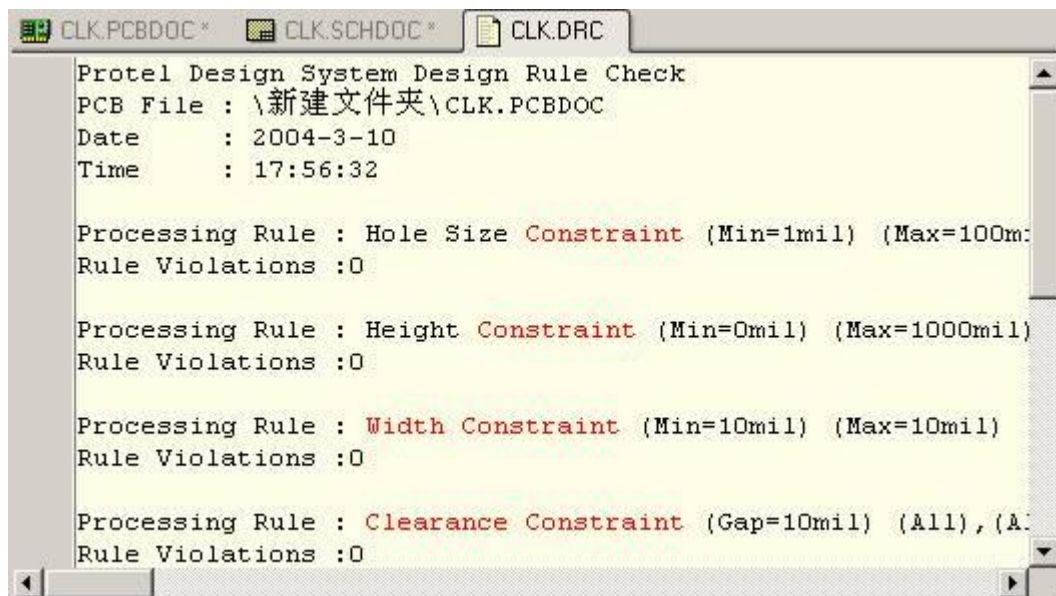 CLK.PCBDOC * CLK.SCHDOC * CLK.DRC
Protel Design System Design Rule Check
PCB File : \新建文件夹\CLK.PCBDOC
Date : 2004-3-10
Time : 17:56:32
Processing Rule : Hole Size Constraint (Min=1mil) (Max=100m
Rule Violations :0
Processing Rule : Height Constraint (Min=0mil) (Max=1000mil)
Rule Violations :0
Processing Rule : Width Constraint (Min=10mil) (Max=10mil)
Rule Violations :0
Processing Rule : Clearance Constraint (Gap=10mil) (All),(A
Rule Violations :0